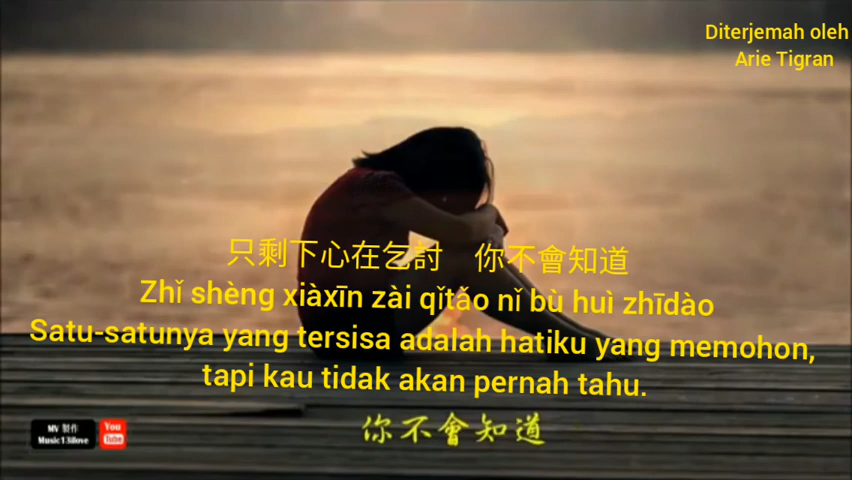 Diterjemah oleh
Arie Tigran
只剩下心在乞討 你不會知道
Zhǐ shèng xiàxīn zài qǐtǎo nǐ bù huì zhīdào
Satu-satunya yang tersisa adalah hatiku yang memohon,
tapi kau tidak akan pernah tahu.
你不會知道
MV 製作
Music13ilove
You
Tube